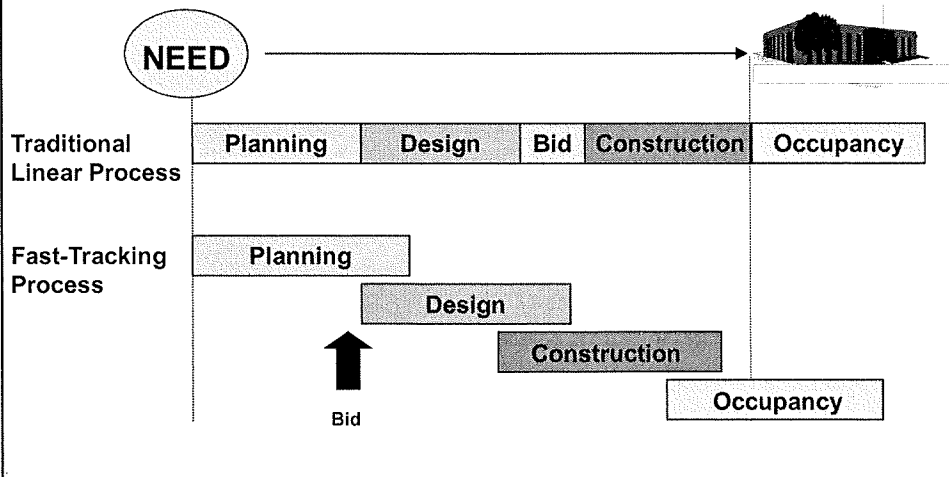 NEED
Traditional
Linear Process
Planning
Design
Bid
Construction
Occupancy
Fast-Tracking
Process
Planning
Design
Construction
Occupancy
Bid